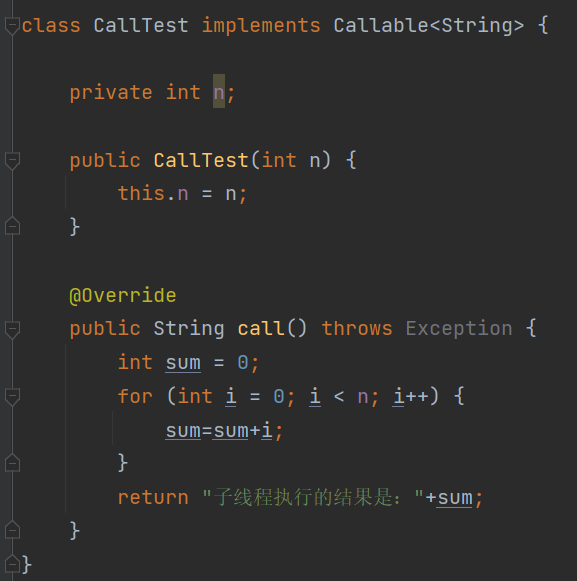 class CallTest implements Callable<String> {
private int n;
public CallTest(int n) {
this.n = n;
}
@Override
public String call() throws Exception {
int sum = 0;
for (int i = 0; i < n; i++) {
sum=sum+i;
}
return "子线程执行的结果是："+sum;
}
}